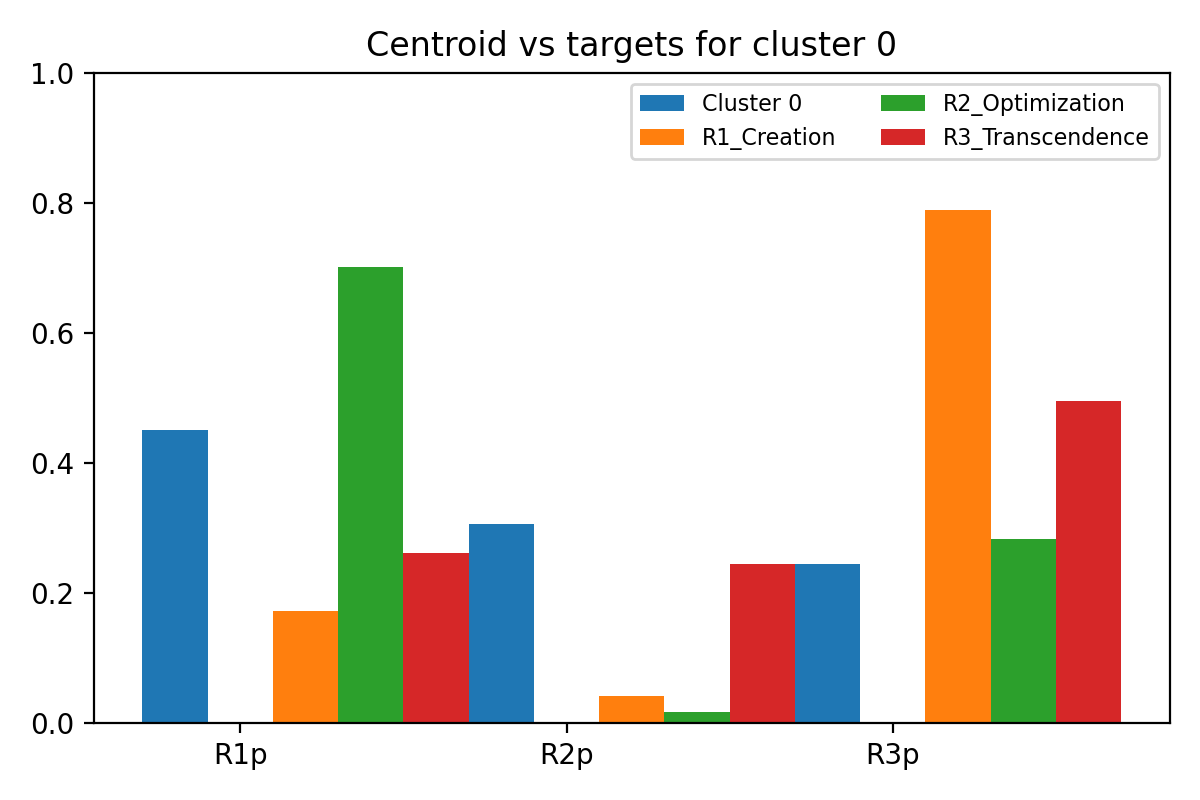 Centroid vs targets for cluster 0
1.0
0.8
0.6
0.4
0.2
0.0
Cluster 0
R1_Creation
R2_Optimization
R3_Transcendence
R1p
R2p
R3p